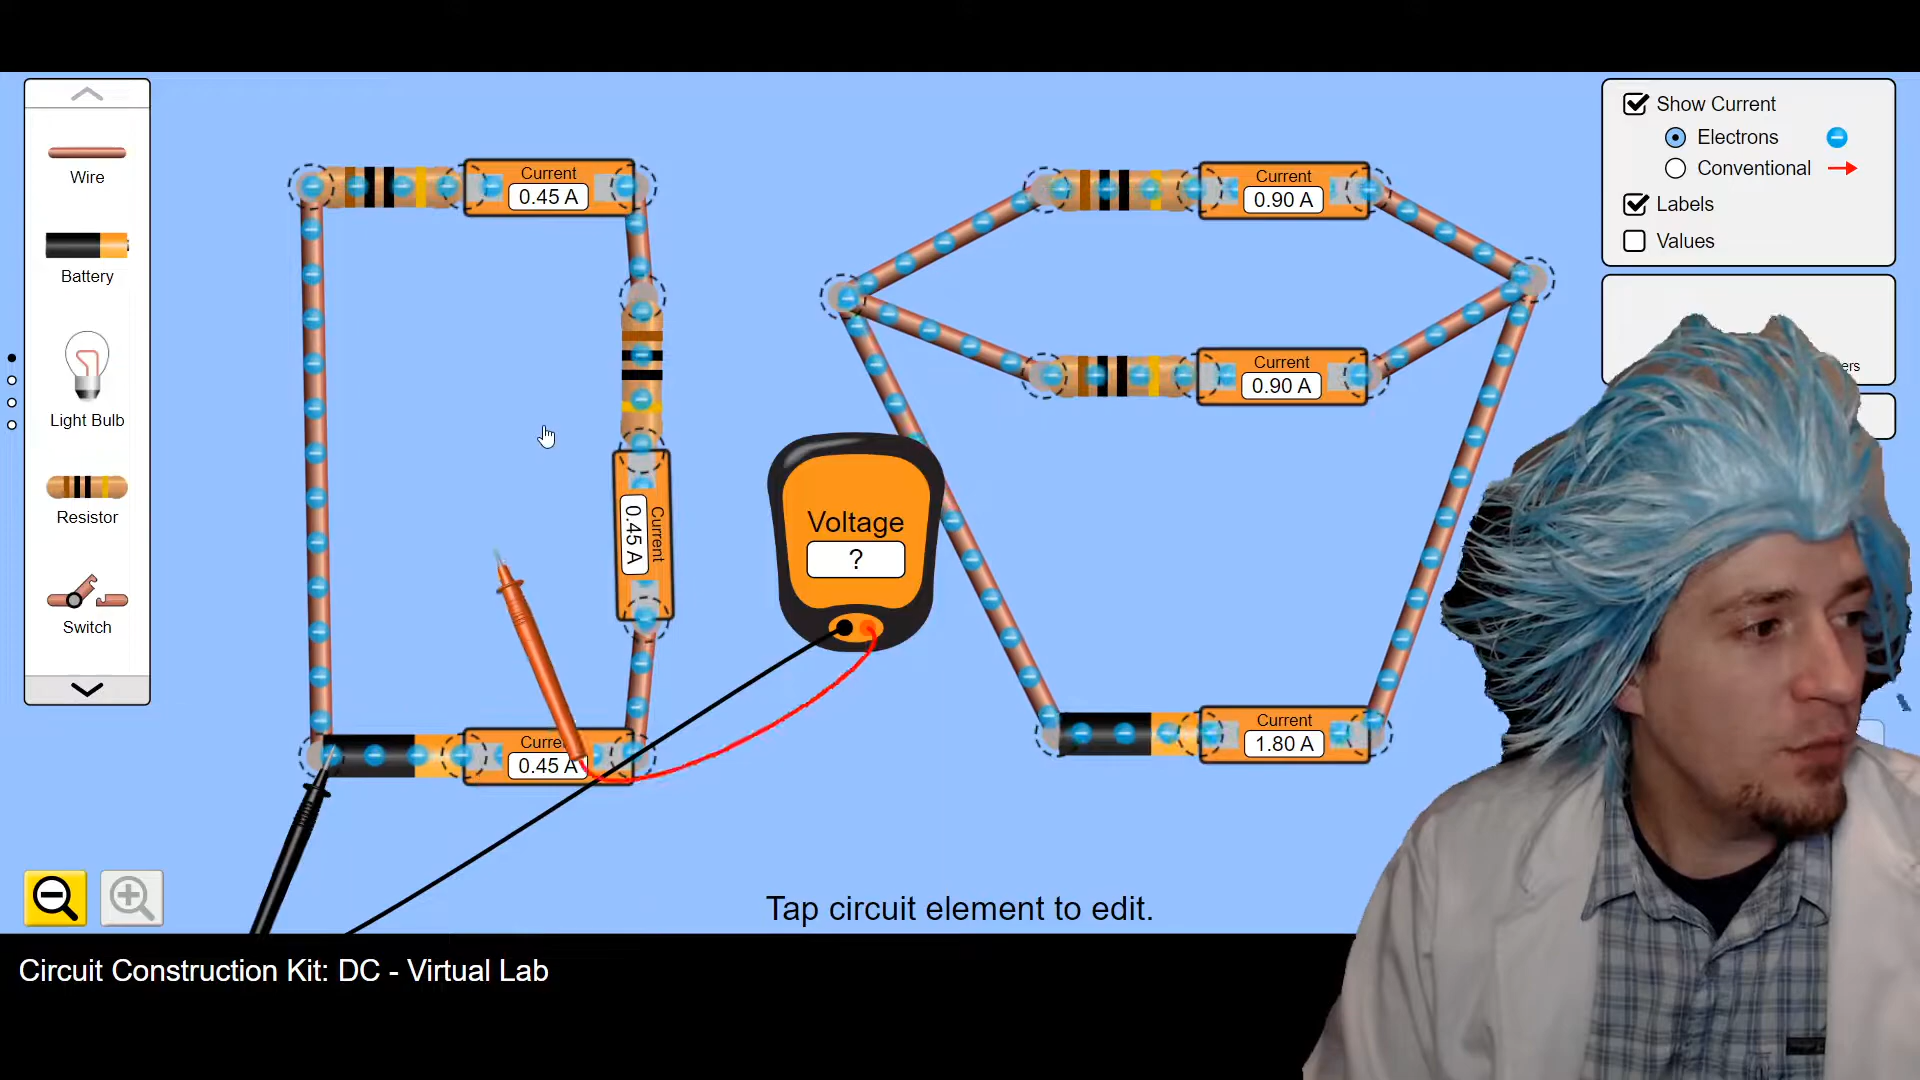 Wire
Battery
Light Bulb
Resistor
Switch
Current
0.45 A
Current
0.45 A
Current
0.45 A
Voltage
?
Current
0.90 A
Current
0.90 A
Current
1.80 A
Show Current
Electrons
Conventional
Labels
Values
Tap circuit element to edit.
Circuit Construction Kit: DC - Virtual Lab